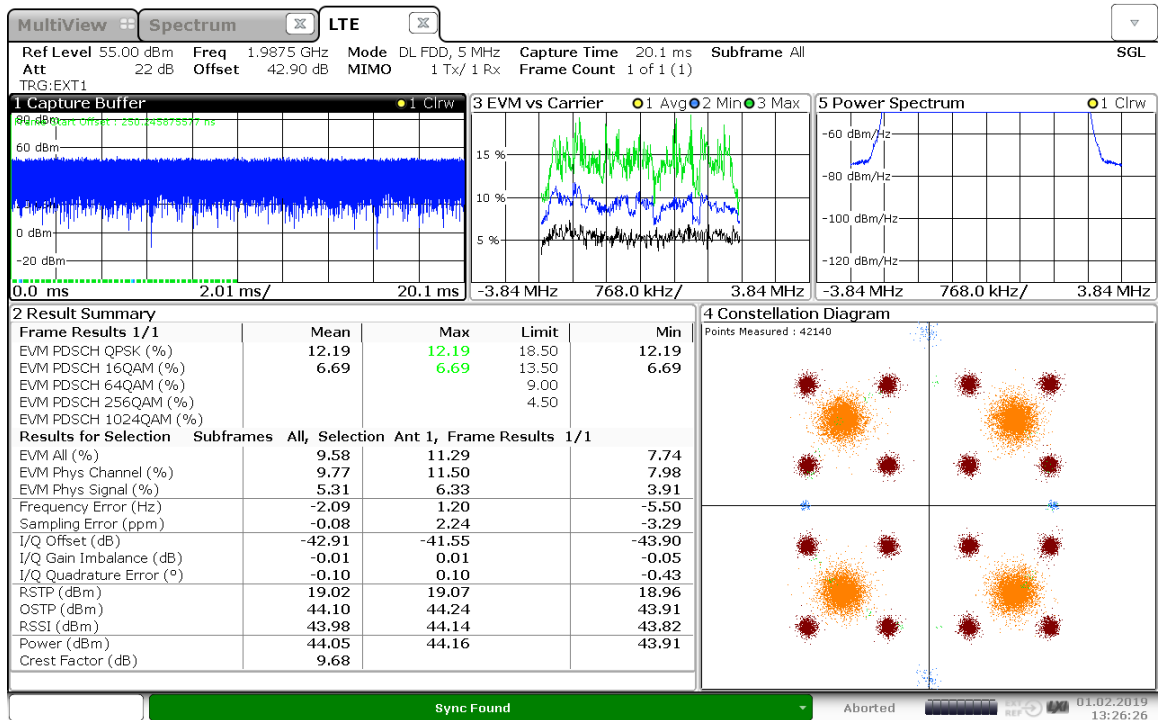 MultiView Spectrum LTE
Ref Level 55.00 dBm Freq 1.9875 GHz Mode DL FDD, 5 MHz Capture Time 20.1 ms Subframe All SGL
Att 22 dB Offset 42.90 dB MIMO 1 Tx/ 1 Rx Frame Count 1 of 1 (1)
TRG:EXT1
1 Capture Buffer 1 Clrw
80 dBm
Frame Start Offset : 250.245875577 ns
60 dBm
0 dBm
-20 dBm
0.0 ms 2.01 ms/ 20.1 ms
3 EVM vs Carrier 1 Avg 2 Min 3 Max
15 %
10 %
5 %
-3.84 MHz 768.0 kHz/ 3.84 MHz
5 Power Spectrum 1 Clrw
-60 dBm/Hz
-80 dBm/Hz
-100 dBm/Hz
-120 dBm/Hz
-3.84 MHz 768.0 kHz/ 3.84 MHz
2 Result Summary
Frame Results 1/1 Mean Max Limit Min
EVM PDSCH QPSK (%) 12.19 12.19 18.50 12.19
EVM PDSCH 16QAM (%) 6.69 6.69 13.50 6.69
EVM PDSCH 64QAM (%) 9.00
EVM PDSCH 256QAM (%) 4.50
EVM PDSCH 1024QAM (%)
Results for Selection Subframes All, Selection Ant 1, Frame Results 1/1
EVM All (%) 9.58 11.29 7.74
EVM Phys Channel (%) 9.77 11.50 7.98
EVM Phys Signal (%) 5.31 6.33 3.91
Frequency Error (Hz) -2.09 1.20 -5.50
Sampling Error (ppm) -0.08 2.24 -3.29
I/Q Offset (dB) -42.91 -41.55 -43.90
I/Q Gain Imbalance (dB) -0.01 0.01 -0.05
I/Q Quadrature Error (°) -0.10 0.10 -0.43
RSTP (dBm) 19.02 19.07 18.96
OSTP (dBm) 44.10 44.24 43.91
RSSI (dBm) 43.98 44.14 43.82
Power (dBm) 44.05 44.16 43.91
Crest Factor (dB) 9.68
4 Constellation Diagram
Points Measured : 42140
Sync Found
Aborted
EXT REF
LXI
01.02.2019
13:26:26